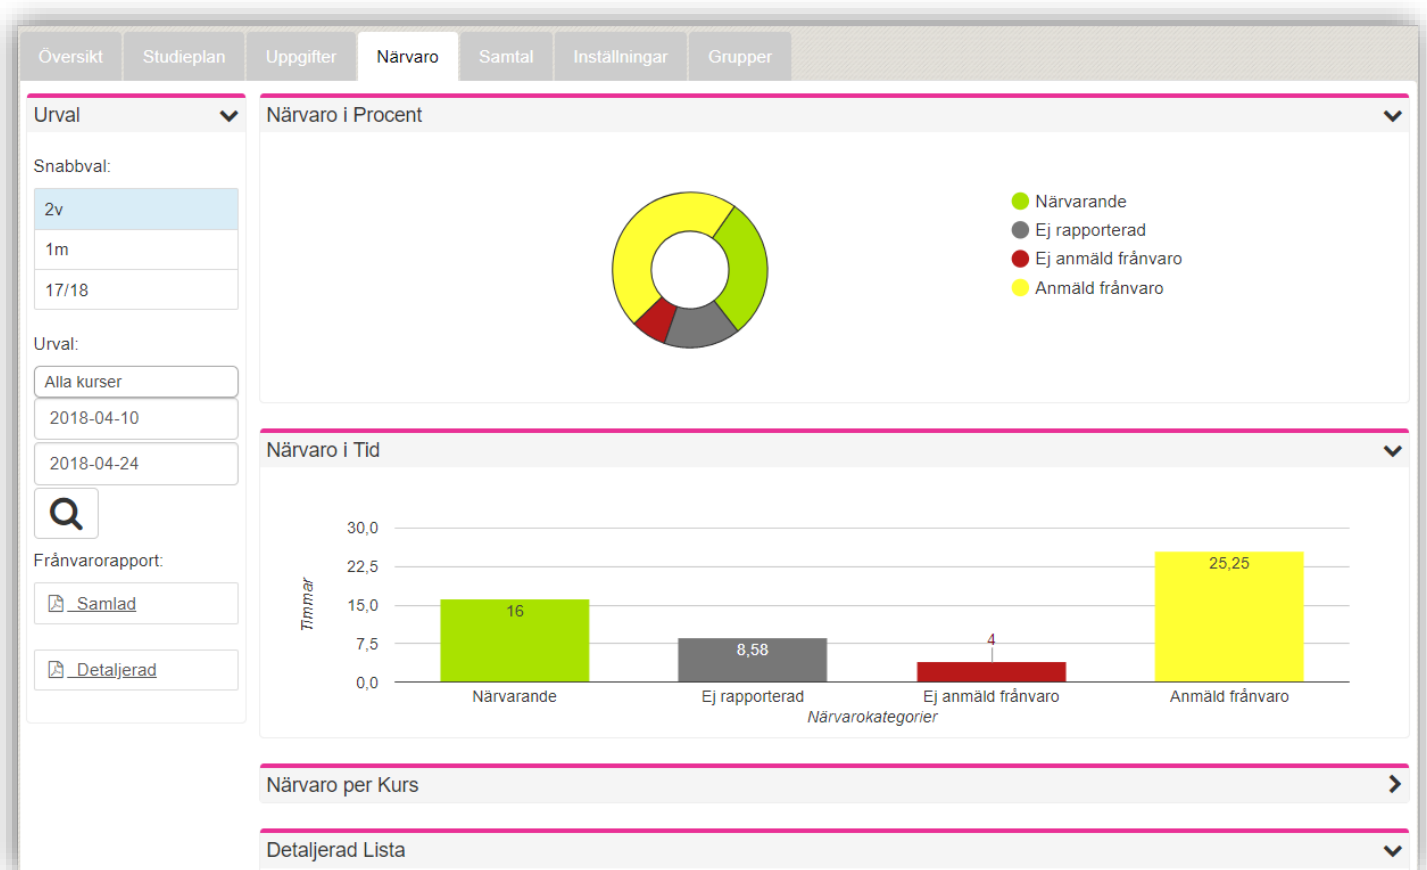 Översikt Studieplan Uppgifter Närvaro Samtal Inställningar Grupper
Urval
Snabbval:
2v
1m
17/18
Urval:
Alla kurser
2018-04-10
2018-04-24
Frånvarorapport:
Samlad
Detaljerad
Närvaro i Procent
Närvarande
Ej rapporterad
Ej anmäld frånvaro
Anmäld frånvaro
Närvaro i Tid
Timmar
30,0
22,5
15,0
7,5
0,0
16
8,58
4
25,25
Närvarande Ej rapporterad Ej anmäld frånvaro Anmäld frånvaro
Närvarokategorier
Närvaro per Kurs
Detaljerad Lista